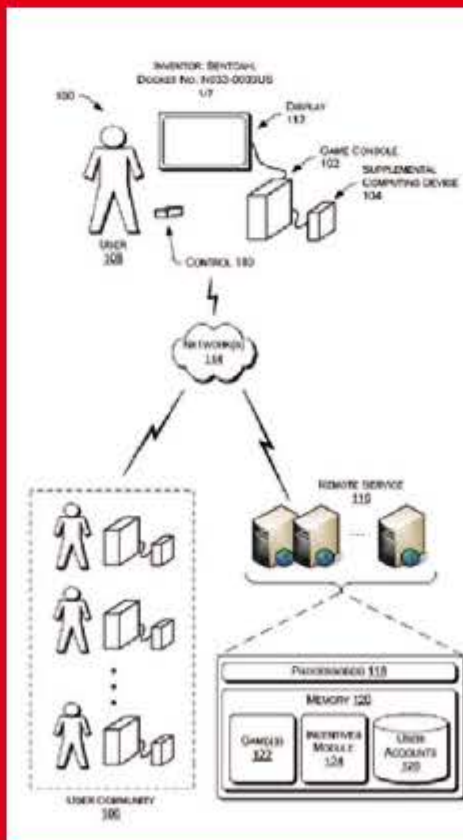 INVENTOR: BENTDAHL
DOCKET NO. N033-0003US
1/7
100
DISPLAY
112
GAME CONSOLE
102
SUPPLEMENTAL
COMPUTING DEVICE
104
USER
108
CONTROL 110
NETWORK(S)
114
REMOTE SERVICE
116
PROCESSOR(S) 118
MEMORY 120
GAME(S)
122
INCENTIVES
MODULE
124
USER
ACCOUNTS
USER COMMUNITY
106